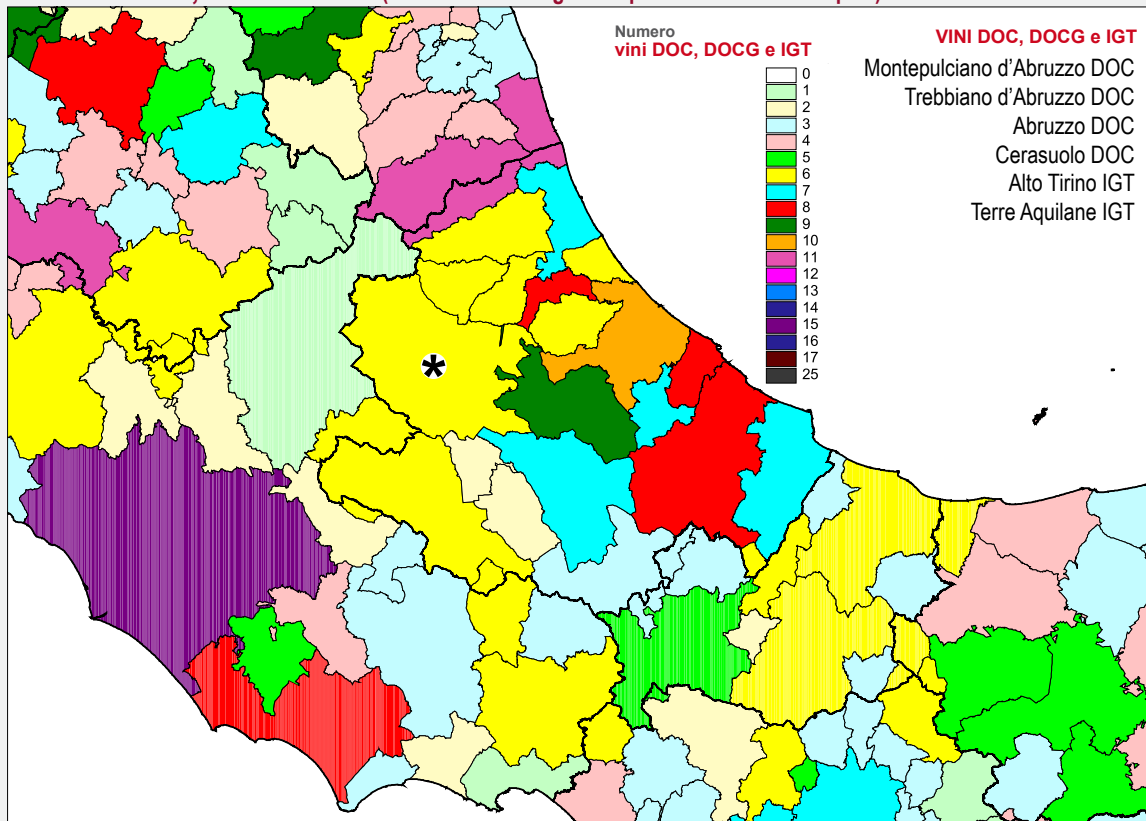 Numero
vini DOC, DOCG e IGT
0
1
2
3
4
5
6
7
8
9
10
11
12
13
14
15
16
17
25
VINI DOC, DOCG e IGT
Montepulciano d'Abruzzo DOC
Trebbiano d'Abruzzo DOC
Abruzzo DOC
Cerasuolo DOC
Alto Tirino IGT
Terre Aquilane IGT
*